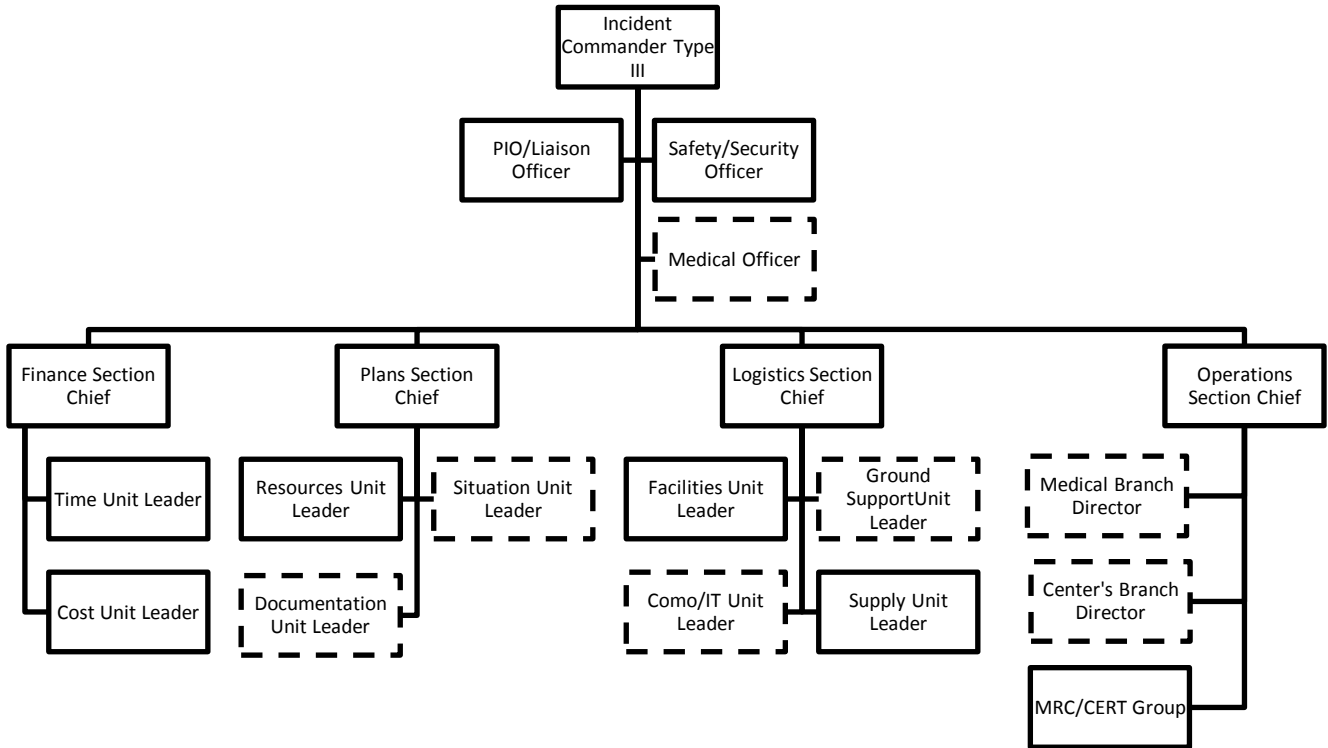 Incident
Commander Type
III
PIO/Liaison
Officer
Safety/Security
Officer
Medical Officer
Finance Section
Chief
Plans Section
Chief
Logistics Section
Chief
Operations
Section Chief
Time Unit Leader
Resources Unit
Leader
Situation Unit
Leader
Facilities Unit
Leader
Ground
SupportUnit
Leader
Medical Branch
Director
Cost Unit Leader
Documentation
Unit Leader
Como/IT Unit
Leader
Supply Unit
Leader
Center's Branch
Director
MRC/CERT Group